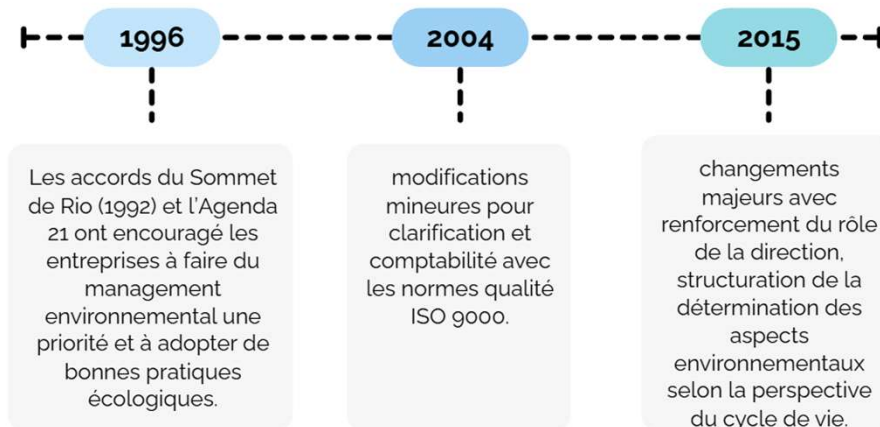 1996
2004
2015
Les accords du Sommet
de Rio (1992) et l'Agenda
21 ont encouragé les
entreprises à faire du
management
environnemental une
priorité et à adopter de
bonnes pratiques
écologiques.
modifications
mineures pour
clarification et
comptabilité avec
les normes qualité
ISO 9000.
changements
majeurs avec
renforcement du rôle
de la direction,
structuration de la
détermination des
aspects
environnementaux
selon la perspective
du cycle de vie.